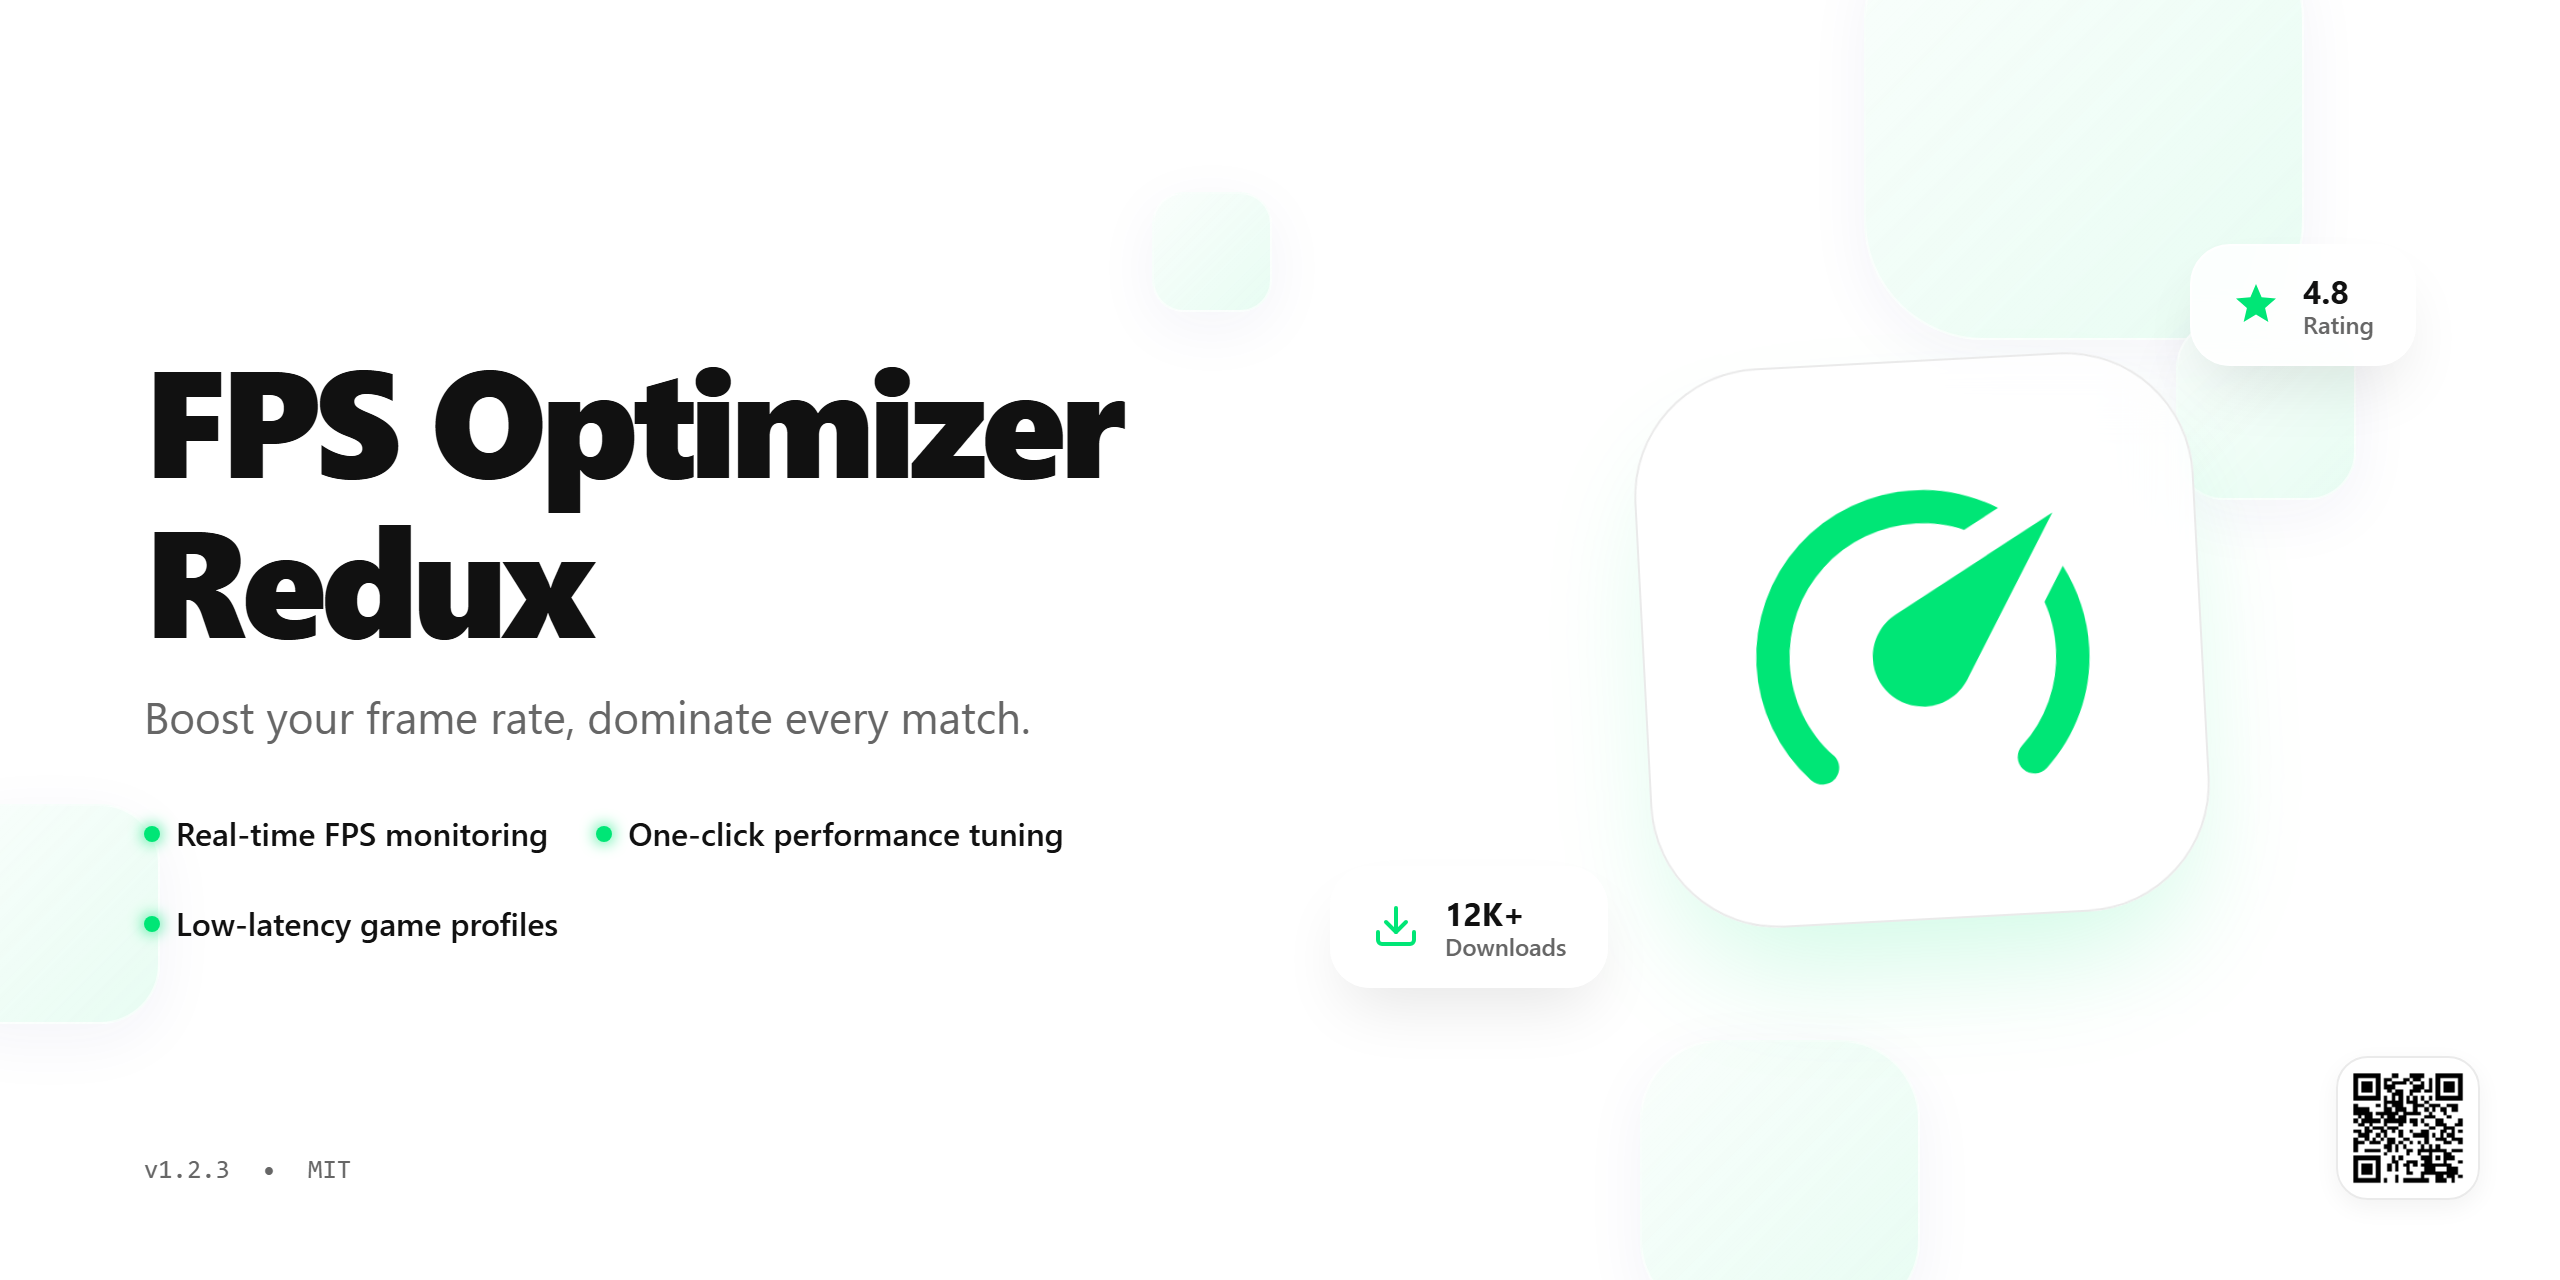 FPS Optimizer
Redux
Boost your frame rate, dominate every match.
Real-time FPS monitoring
One-click performance tuning
Low-latency game profiles
v1.2.3 • MIT
4.8
Rating
12K+
Downloads